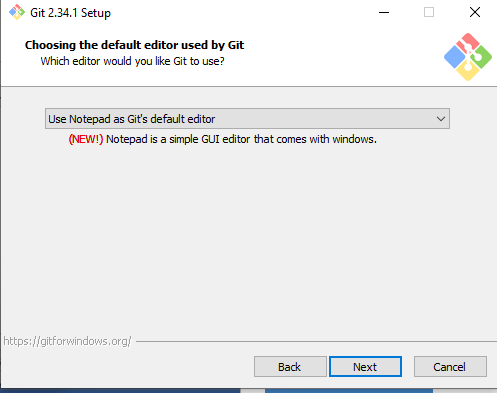 Git 2.34.1 Setup
Choosing the default editor used by Git
Which editor would you like Git to use?
Use Notepad as Git's default editor
(NEW!) Notepad is a simple GUI editor that comes with windows.
https://gitforwindows.org/
Back Next Cancel